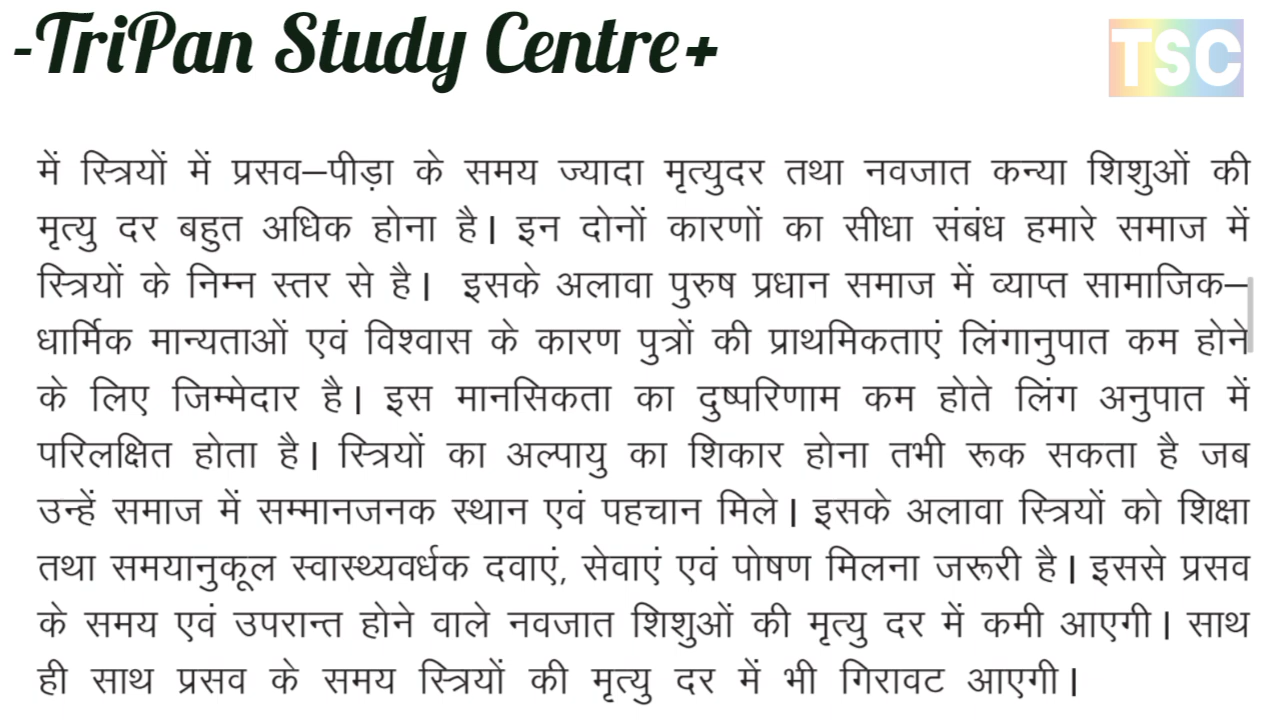 -TriPan Study Centre+
TSC
में स्त्रियों में प्रसव–पीड़ा के समय ज्यादा मृत्युदर तथा नवजात कन्या शिशुओं की
मृत्यु दर बहुत अधिक होना है। इन दोनों कारणों का सीधा संबंध हमारे समाज में
स्त्रियों के निम्न स्तर से है। इसके अलावा पुरुष प्रधान समाज में व्याप्त सामाजिक–
धार्मिक मान्यताओं एवं विश्वास के कारण पुत्रों की प्राथमिकताएं लिंगानुपात कम होने
के लिए जिम्मेदार है। इस मानसिकता का दुष्परिणाम कम होते लिंग अनुपात में
परिलक्षित होता है। स्त्रियों का अल्पायु का शिकार होना तभी रूक सकता है जब
उन्हें समाज में सम्मानजनक स्थान एवं पहचान मिले। इसके अलावा स्त्रियों को शिक्षा
तथा समयानुकूल स्वास्थ्यवर्धक दवाएं, सेवाएं एवं पोषण मिलना जरूरी है। इससे प्रसव
के समय एवं उपरान्त होने वाले नवजात शिशुओं की मृत्यु दर में कमी आएगी। साथ
ही साथ प्रसव के समय स्त्रियों की मृत्यु दर में भी गिरावट आएगी।